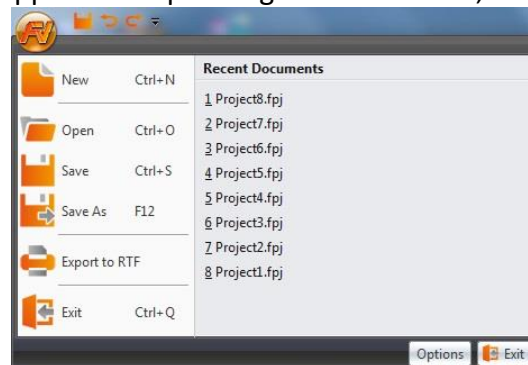 New Ctrl+N
Open Ctrl+O
Save Ctrl+S
Save As F12
Export to RTF
Exit Ctrl+Q
Recent Documents
1 Project8.fpj
2 Project7.fpj
3 Project6.fpj
4 Project5.fpj
5 Project4.fpj
6 Project3.fpj
7 Project2.fpj
8 Project1.fpj
Options Exit